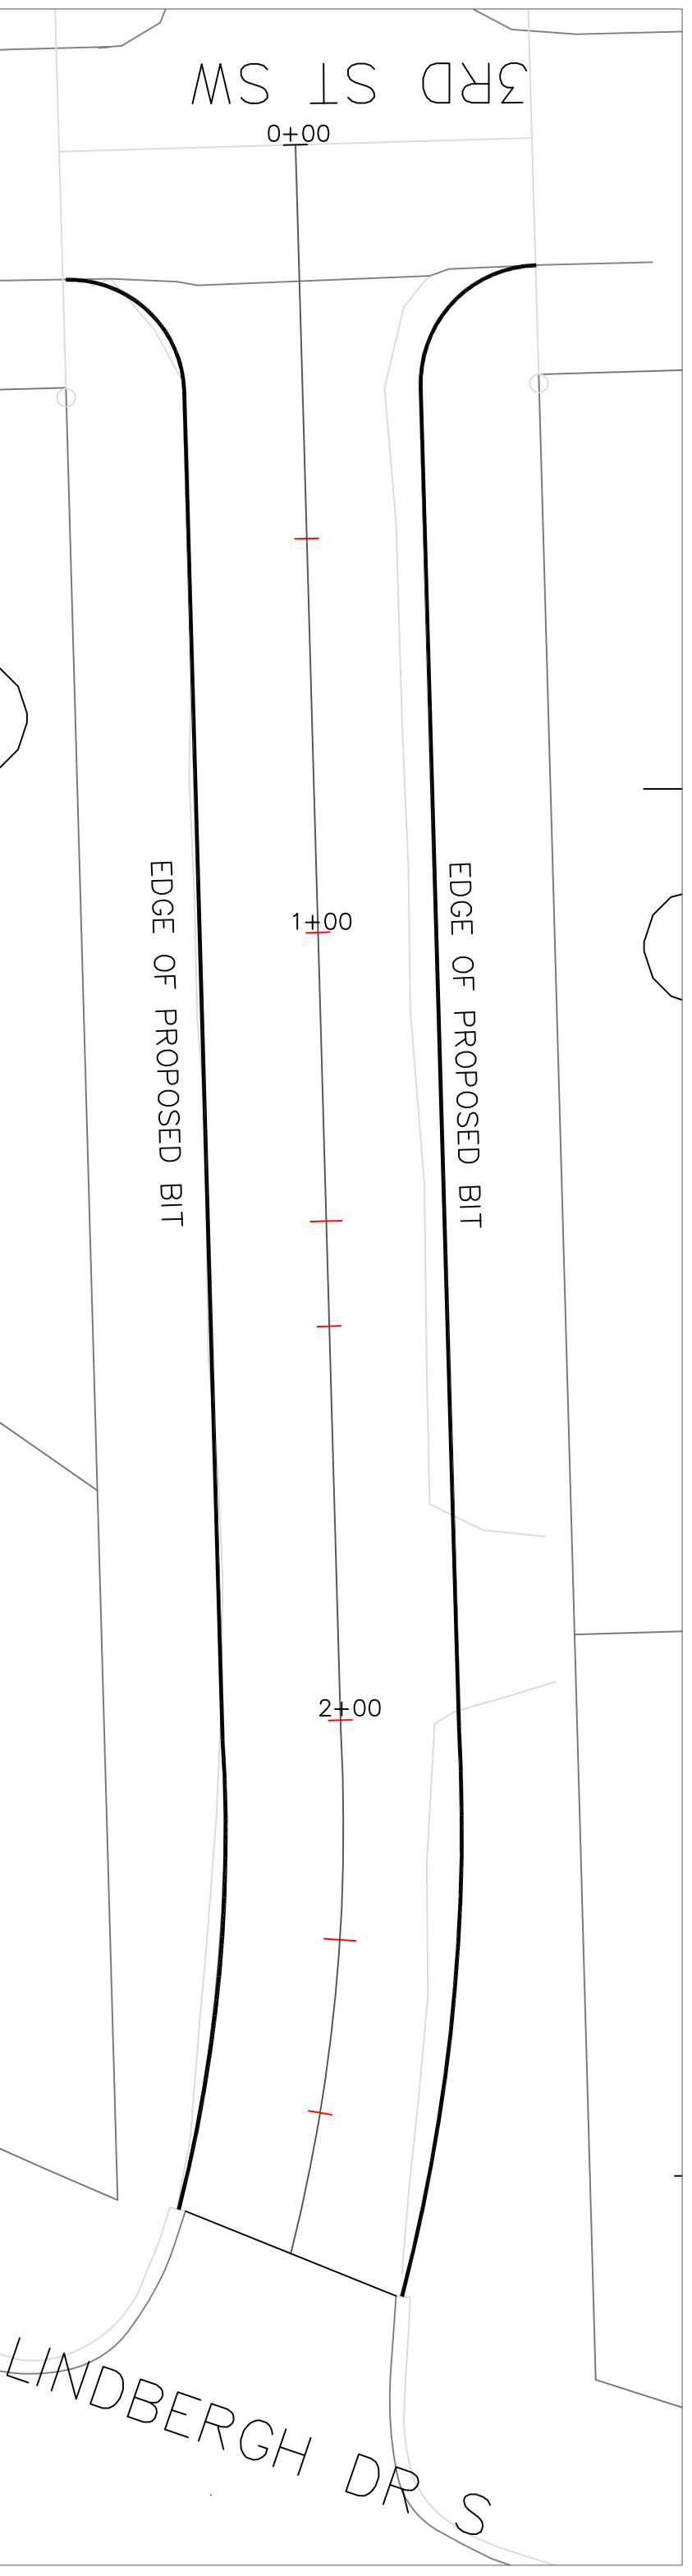 3RD ST SW
0+00
1+00
EDGE OF PROPOSED BIT
EDGE OF PROPOSED BIT
2+00
LINDBERGH DR S